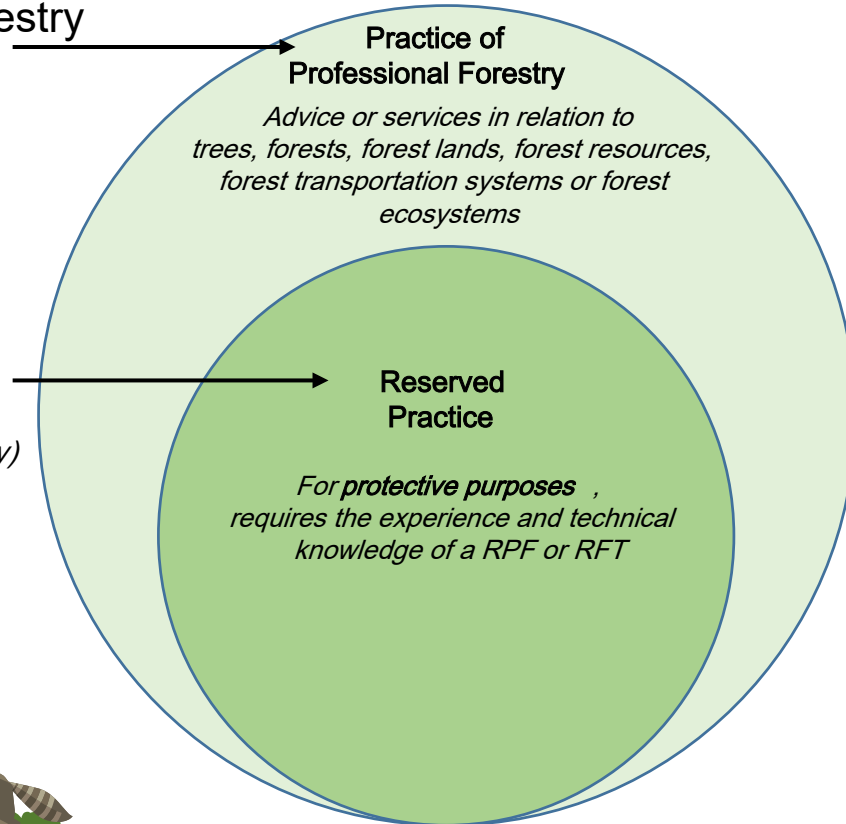 estry
Practice of
Professional Forestry
Advice or services in relation to
trees, forests, forest lands, forest resources,
forest transportation systems or forest
ecosystems
Reserved
Practice
y)
For protective purposes ,
requires the experience and technical
knowledge of a RPF or RFT